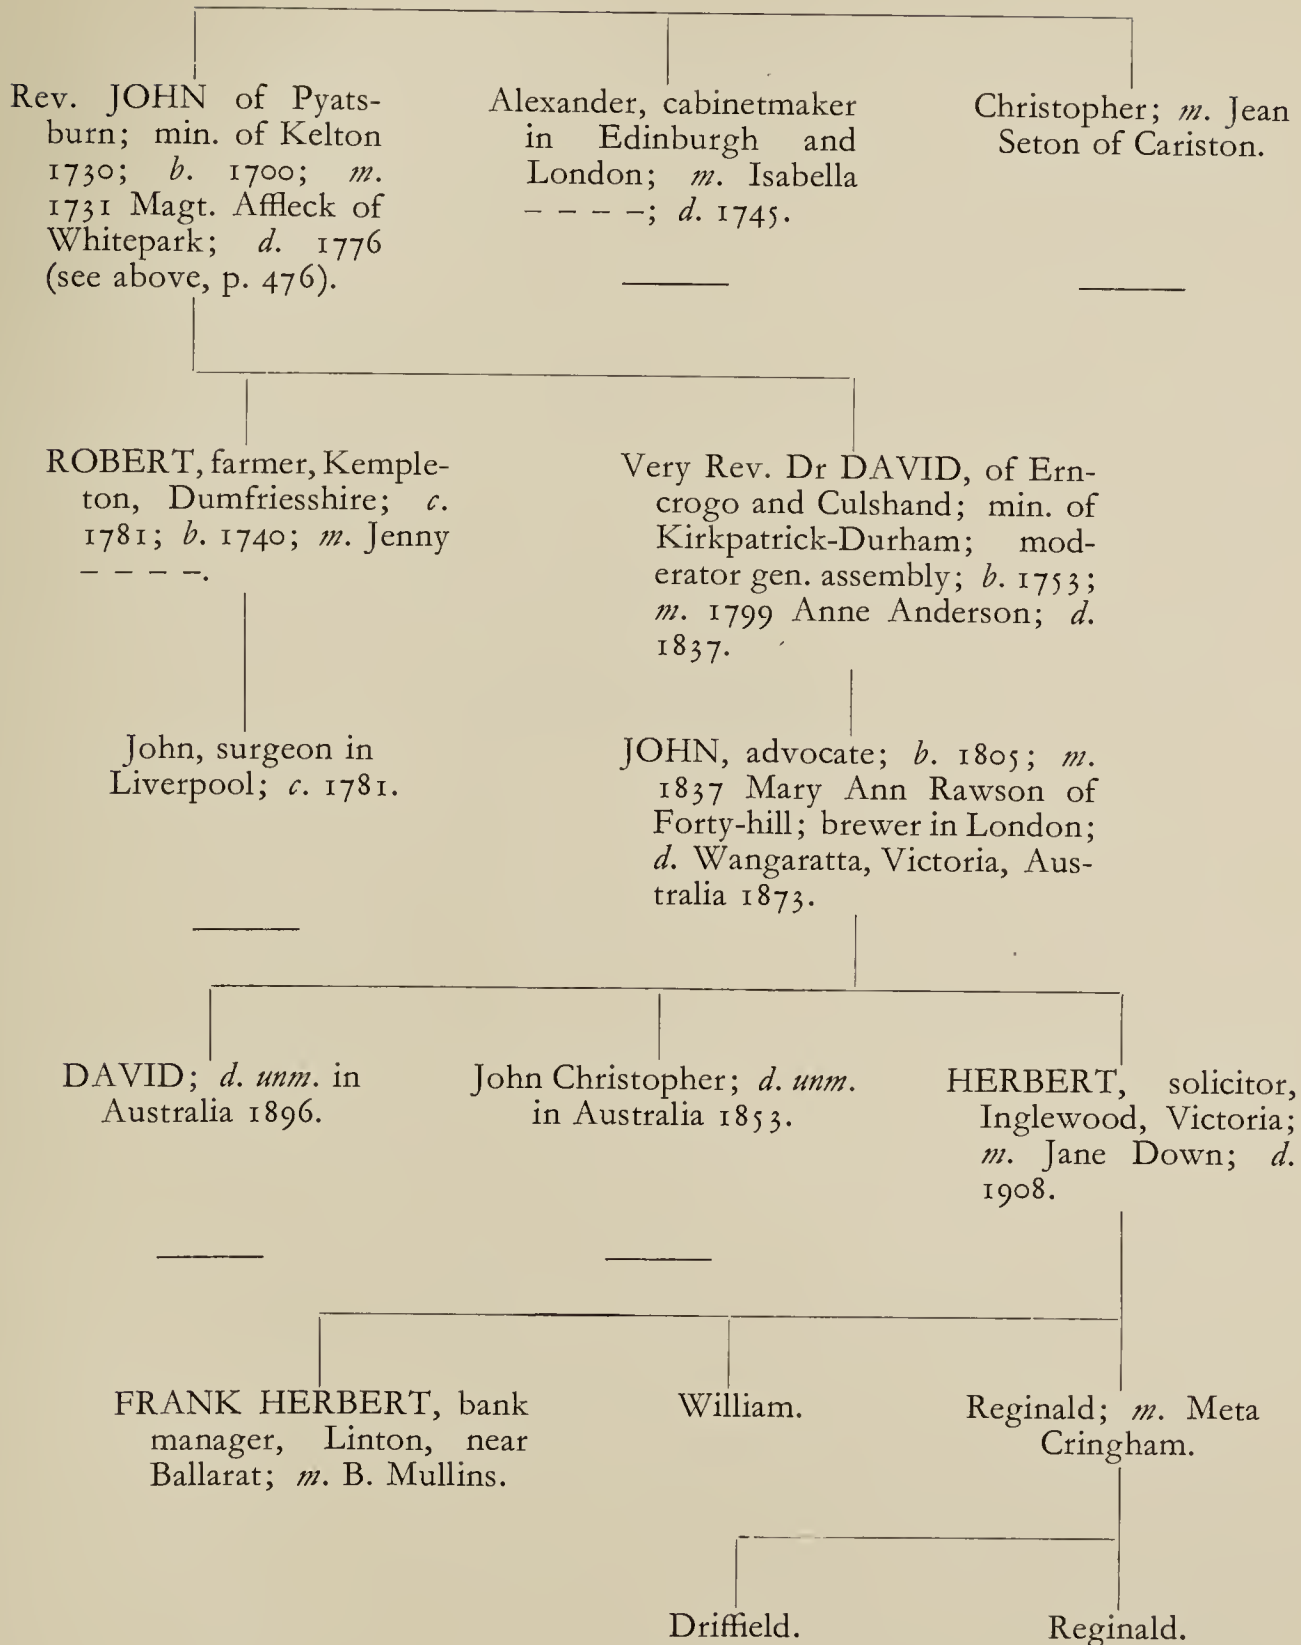 Rev. JOHN of Pyats-
burn; min. of Kelton
1730; b. 1700; m.
1731 Magt. Affleck of
Whitepark; d. 1776
(see above, p. 476).
Alexander, cabinetmaker
in Edinburgh and
London; m. Isabella
– – – –; d. 1745.
Christopher; m. Jean
Seton of Cariston.
ROBERT, farmer, Kemple-
ton, Dumfriesshire; c.
1781; b. 1740; m. Jenny
– – – –.
Very Rev. Dr DAVID, of Ern-
crogo and Culshand; min. of
Kirkpatrick-Durham; mod-
erator gen. assembly; b. 1753;
m. 1799 Anne Anderson; d.
1837.
John, surgeon in
Liverpool; c. 1781.
JOHN, advocate; b. 1805; m.
1837 Mary Ann Rawson of
Forty-hill; brewer in London;
d. Wangaratta, Victoria, Aus-
tralia 1873.
DAVID; d. unm. in
Australia 1896.
John Christopher; d. unm.
in Australia 1853.
HERBERT, solicitor,
Inglewood, Victoria;
m. Jane Down; d.
1908.
FRANK HERBERT, bank
manager, Linton, near
Ballarat; m. B. Mullins.
William.
Reginald; m. Meta
Cringham.
Driffield.
Reginald.